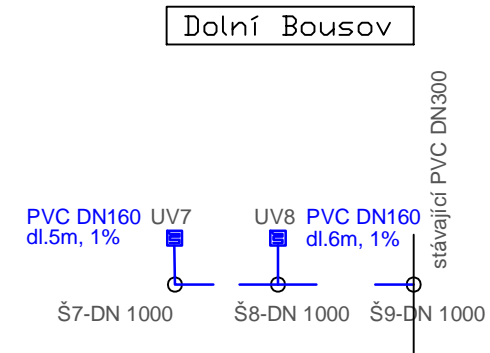 Dolní Bousov
stávající PVC DN300
PVC DN160 UV7
dl.5m, 1%
UV8 PVC DN160
dl.6m, 1%
Š7-DN 1000
Š8-DN 1000
Š9-DN 1000